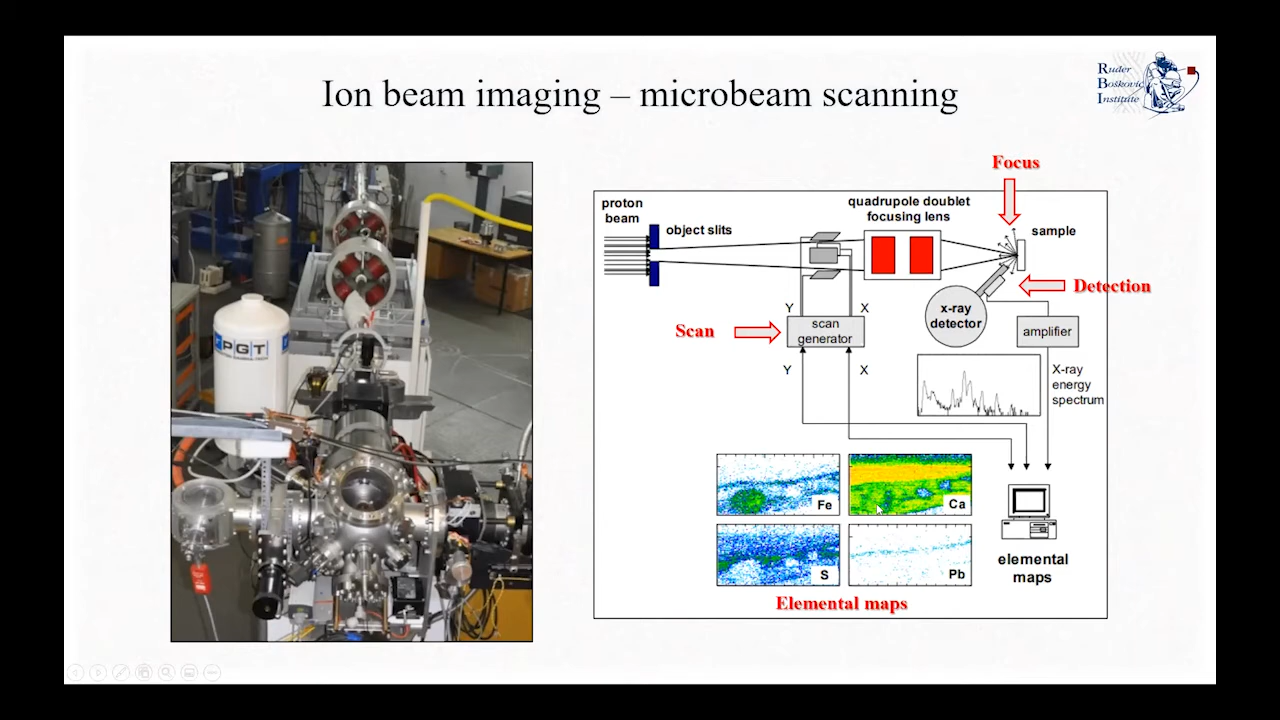 Ion beam imaging – microbeam scanning
Ruder
Bošković
Institute
PGT
Focus
proton
beam
object slits
quadrupole doublet
focusing lens
sample
Detection
x-ray
detector
amplifier
Y
X
Scan
scan
generator
Y
X
X-ray
energy
spectrum
Fe
Ca
S
Pb
elemental
maps
Elemental maps